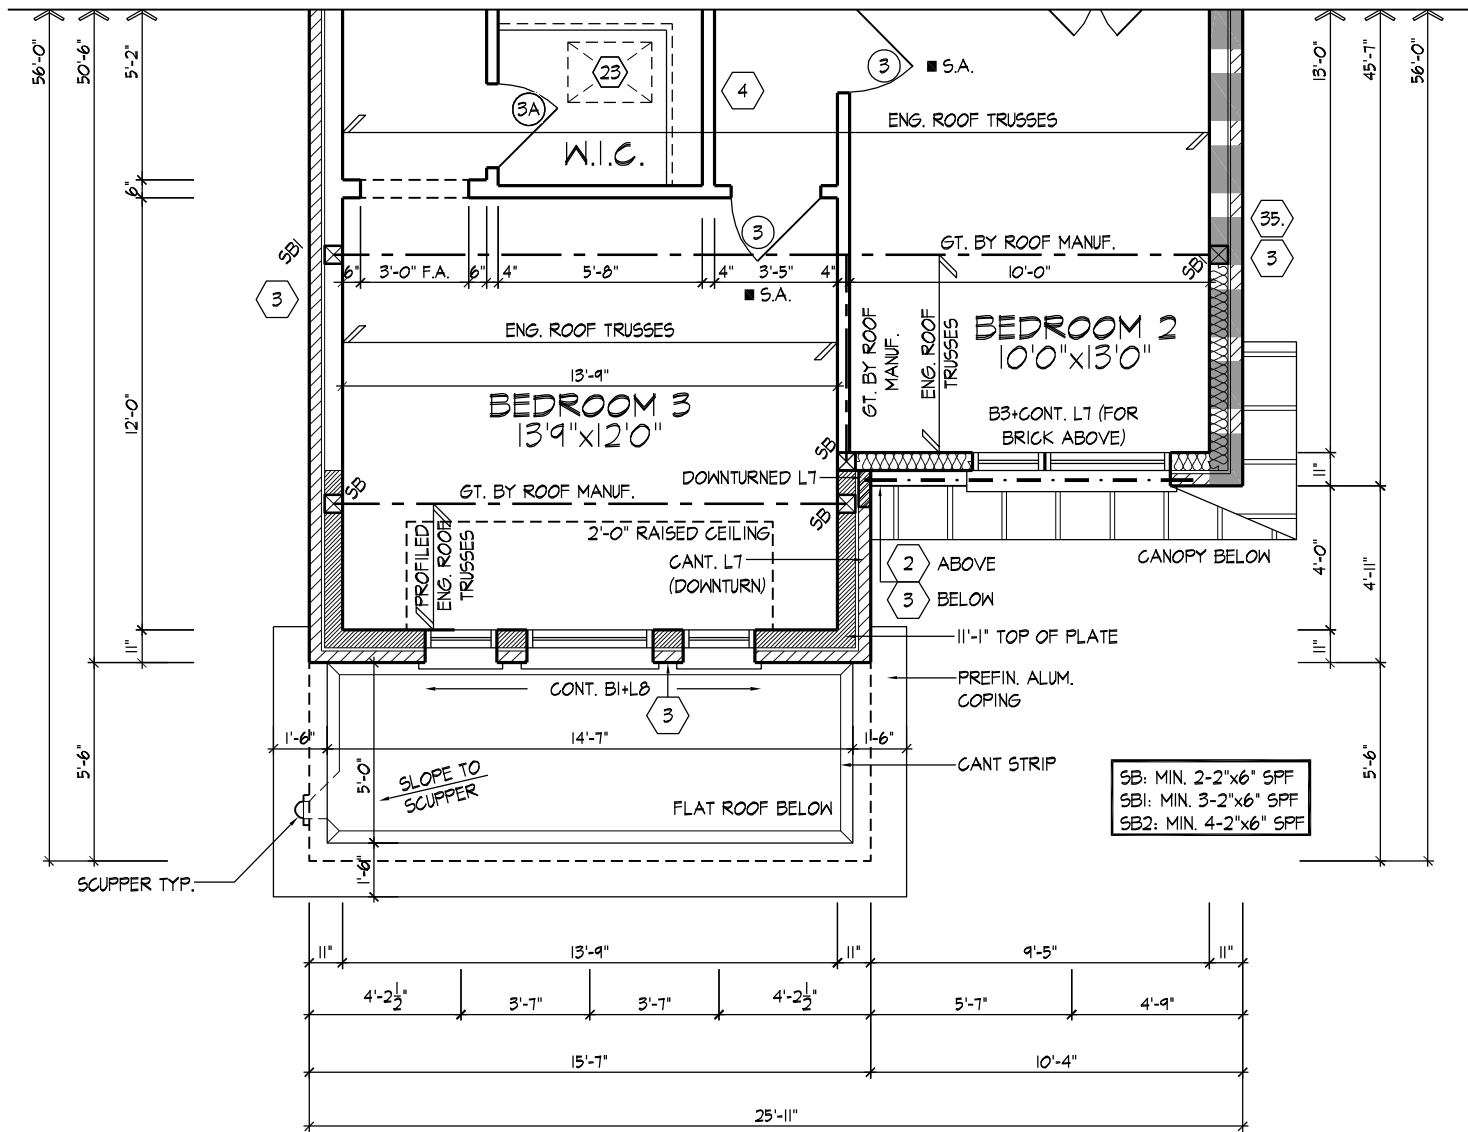 56'-0"
50'-6"
5'-2"
13'-0"
45'-7"
56'-0"
23
3A
W.I.C.
4
3
S.A.
ENG. ROOF TRUSSES
6"
35.
3
SB1
3
GT. BY ROOF MANUF.
SB
6"
3'-0" F.A.
6"
4"
5'-8"
4"
3'-5"
4"
10'-0"
3
S.A.
ENG. ROOF TRUSSES
GT. BY ROOF
MANUF.
ENG. ROOF
TRUSSES
BEDROOM 2
10'0"x13'0"
13'-9"
BEDROOM 3
13'9"x12'0"
12'-0"
B3+CONT. L7 (FOR
BRICK ABOVE)
SB
DOWNTURNED L7
11"
SB
GT. BY ROOF MANUF.
SB
2'-0" RAISED CEILING
PROFILED
ENG. ROOF
TRUSSES
CANT. L7
(DOWNTURN)
2
ABOVE
3
BELOW
CANOPY BELOW
4'-0"
4'-11"
11"
11'-1" TOP OF PLATE
11"
CONT. B1+L8
3
PREFIN. ALUM.
COPING
1'-6"
14'-7"
1'-6"
5'-6"
5'-0"
SLOPE TO
SCUPPER
CANT STRIP
5'-6"
FLAT ROOF BELOW
SB: MIN. 2-2"x6" SPF
SB1: MIN. 3-2"x6" SPF
SB2: MIN. 4-2"x6" SPF
1'-6"
SCUPPER TYP.
11"
13'-9"
11"
9'-5"
11"
4'-2 1/2"
3'-7"
3'-7"
4'-2 1/2"
5'-7"
4'-9"
15'-7"
10'-4"
25'-11"